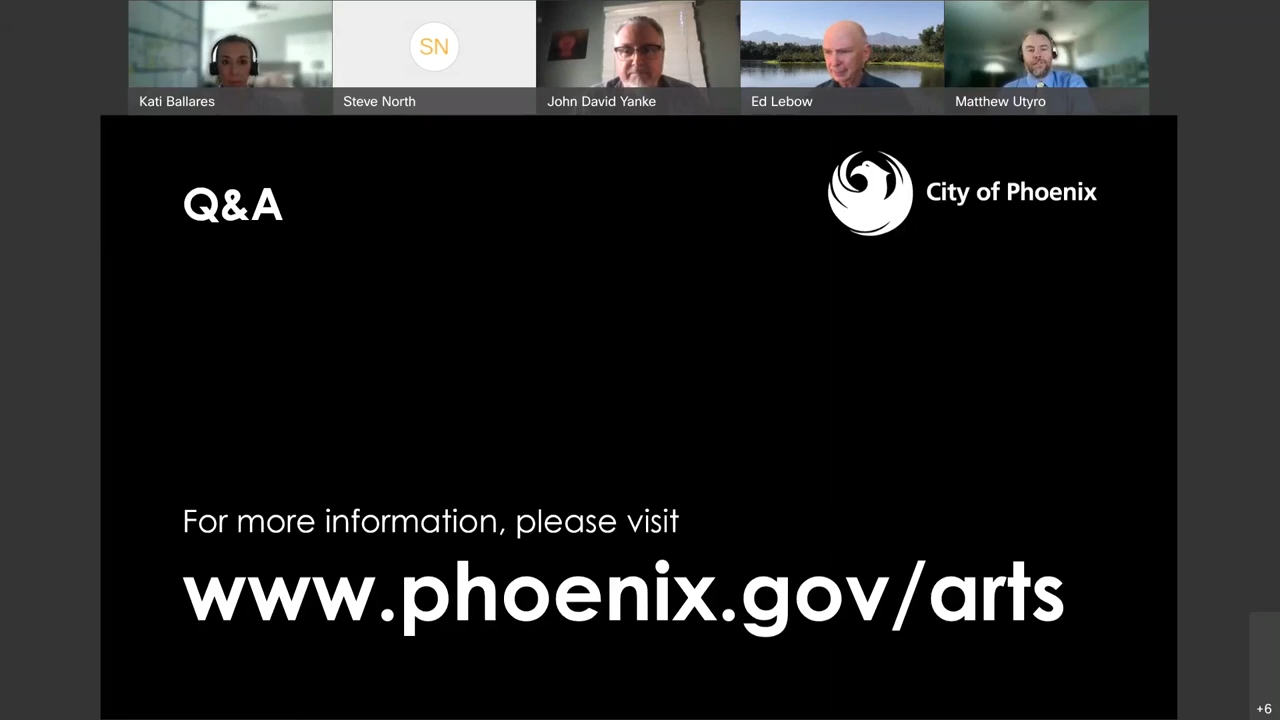 SN
Kati Ballares
Steve North
John David Yanke
Ed Lebow
Matthew Utyro
Q&A
City of Phoenix
For more information, please visit
www.phoenix.gov/arts
+6